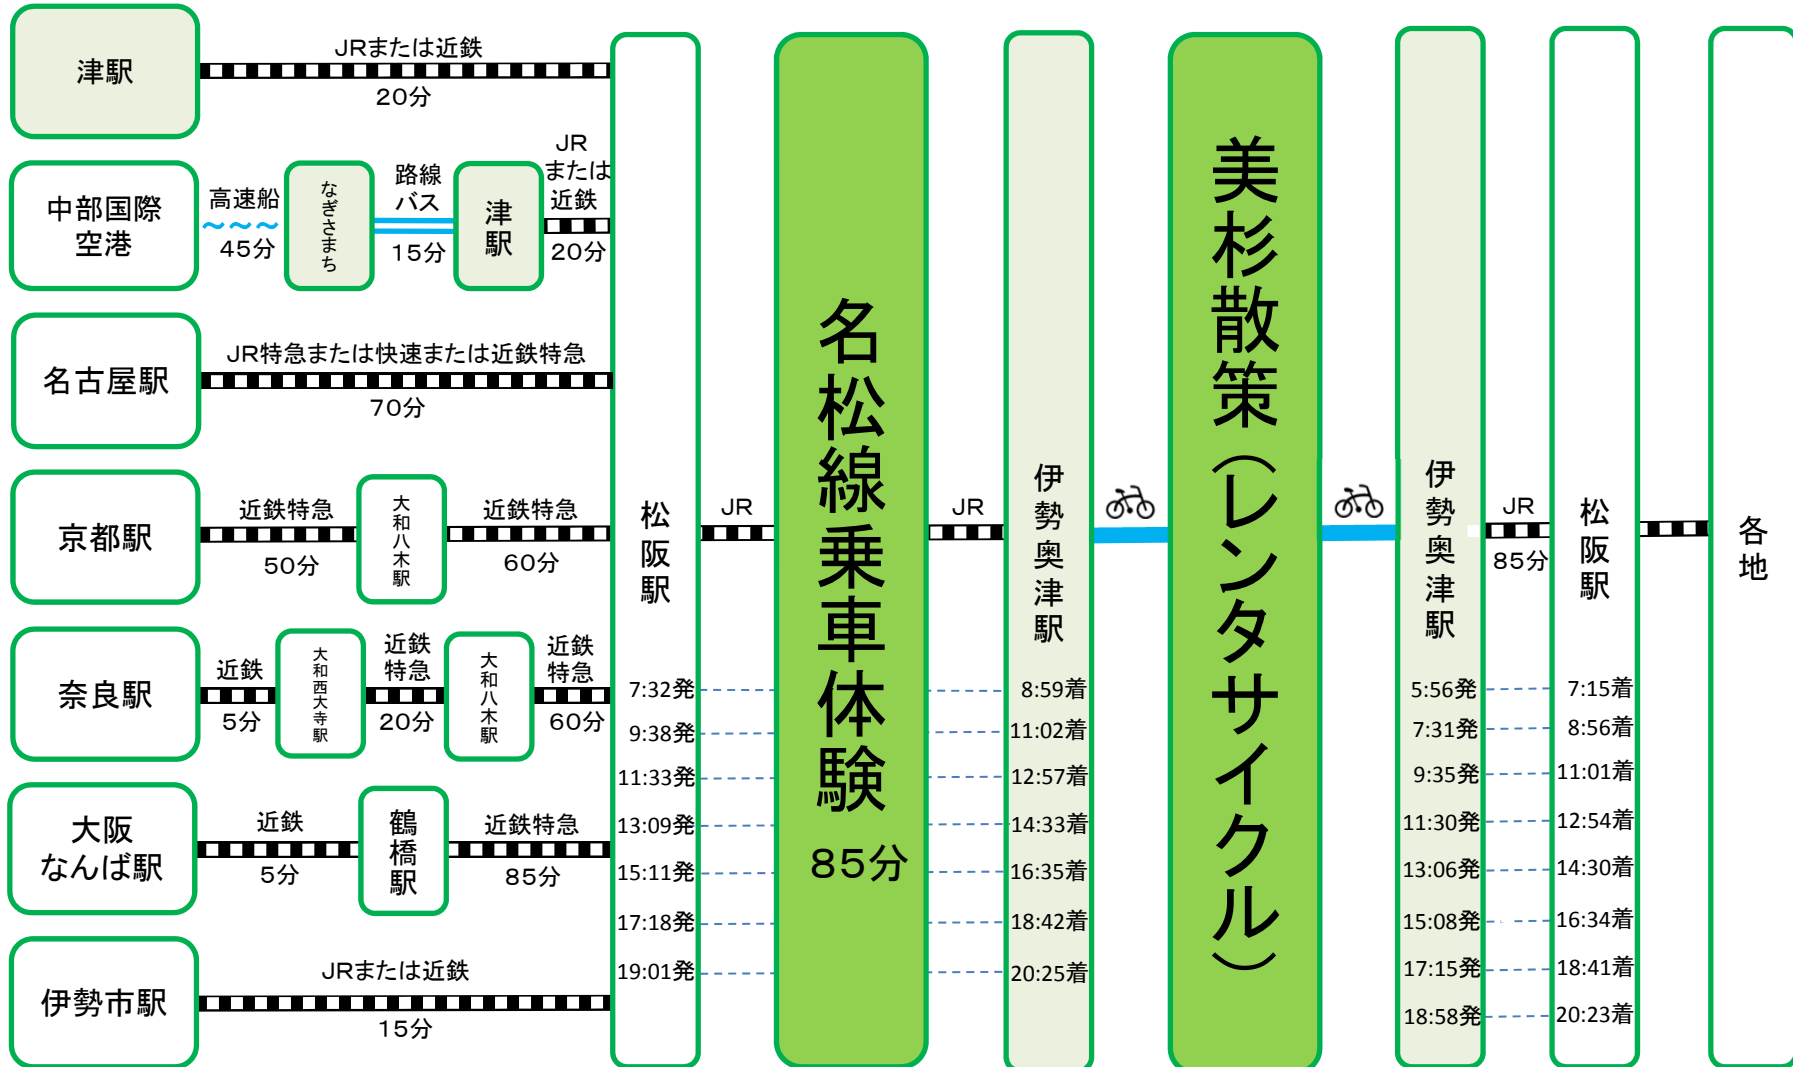 津駅
JRまたは近鉄
20分
中部国際
空港
高速船
45分
なぎさまち
路線
バス
15分
津駅
JR
または
近鉄
20分
名古屋駅
JR特急または快速または近鉄特急
70分
京都駅
近鉄特急
50分
大和八木駅
近鉄特急
60分
奈良駅
近鉄
5分
大和西大寺駅
近鉄
特急
20分
大和八木駅
近鉄
特急
60分
大阪
なんば駅
近鉄
5分
鶴橋駅
近鉄特急
85分
伊勢市駅
JRまたは近鉄
15分
松阪駅
7:32発
9:38発
11:33発
13:09発
15:11発
17:18発
19:01発
JR
名松線乗車体験
85分
JR
伊勢奥津駅
8:59着
11:02着
12:57着
14:33着
16:35着
18:42着
20:25着
美杉散策（レンタサイクル）
伊勢奥津駅
5:56発
7:31発
9:35発
11:30発
13:06発
15:08発
17:15発
18:58発
JR
85分
松阪駅
7:15着
8:56着
11:01着
12:54着
14:30着
16:34着
18:41着
20:23着
各地